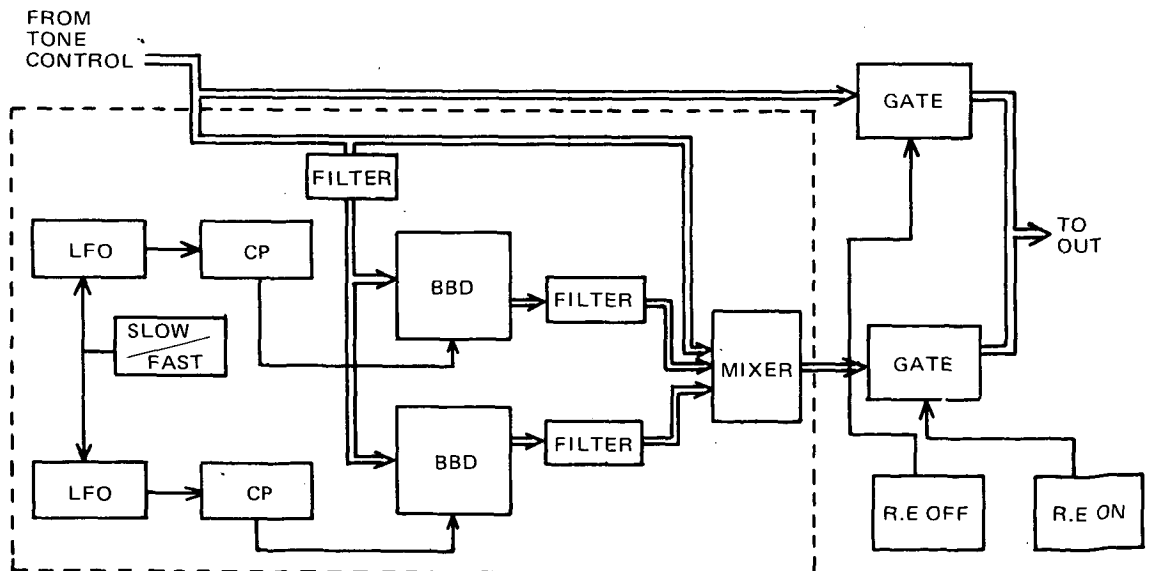 FROM
TONE
CONTROL
GATE
FILTER
LFO
CP
BBD
FILTER
TO
OUT
SLOW
FAST
MIXER
GATE
BBD
FILTER
LFO
CP
R.E OFF
R.E ON